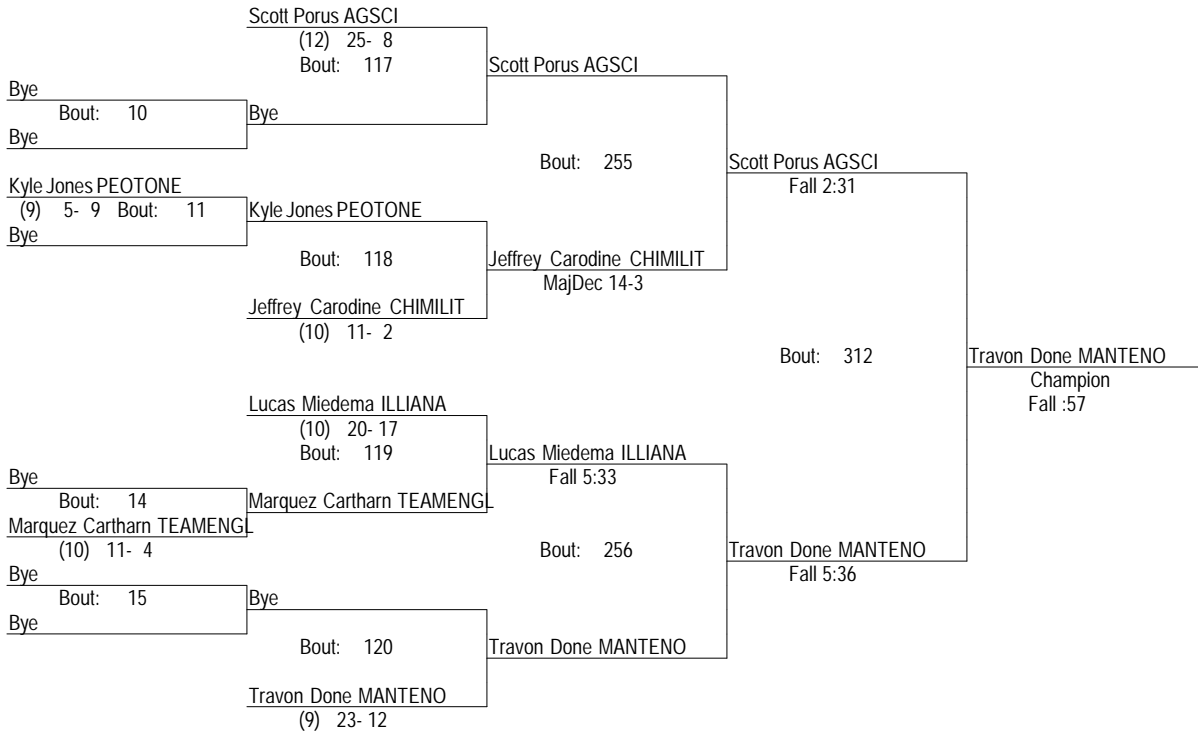 Scott Porus AGSCI
(12) 25- 8
Bout: 117
Scott Porus AGSCI
Bye
Bout: 10
Bye
Bye
Bout: 255
Scott Porus AGSCI
Fall 2:31
Kyle Jones PEOTONE
(9) 5- 9 Bout: 11
Kyle Jones PEOTONE
Bye
Bout: 118
Jeffrey Carodine CHIMILIT
MajDec 14-3
Jeffrey Carodine CHIMILIT
(10) 11- 2
Bout: 312
Travon Done MANTENO
Champion
Fall :57
Lucas Miedema ILLIANA
(10) 20- 17
Bout: 119
Lucas Miedema ILLIANA
Fall 5:33
Bye
Bout: 14
Marquez Cartharn TEAMENGL
Marquez Cartharn TEAMENGL
(10) 11- 4
Bout: 256
Travon Done MANTENO
Fall 5:36
Bye
Bout: 15
Bye
Bye
Bout: 120
Travon Done MANTENO
Travon Done MANTENO
(9) 23- 12